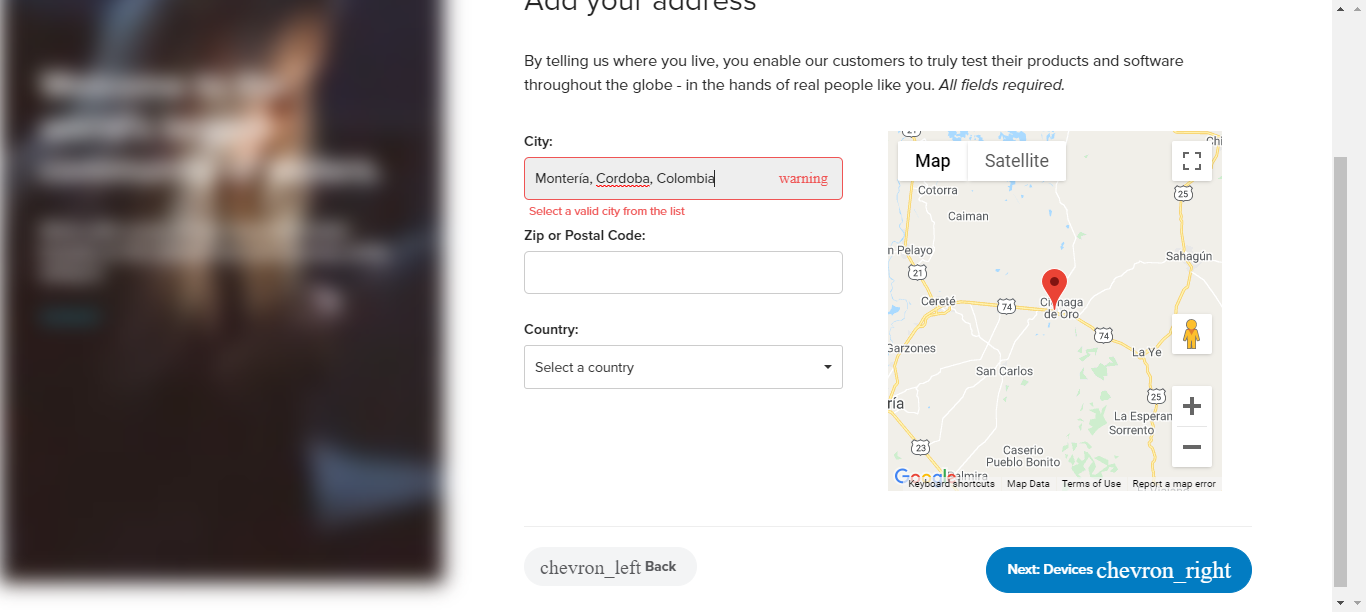 Add your address
By telling us where you live, you enable our customers to truly test their products and software
throughout the globe - in the hands of real people like you. All fields required.
City:
Montería, Cordoba, Colombia
warning
Select a valid city from the list
Zip or Postal Code:
Country:
Select a country
Map
Satellite
21
Chi
25
Cotorra
Caiman
n Pelayo
Sahagún
21
Cereté
74
de Oro
74
Garzones
La Ye
San Carlos
25
ría
La Esperan
Sorrento
23
Caserio
Pueblo Bonito
Google
Palmira
Keyboard shortcuts
Map Data
Terms of Use
Report a map error
chevron_left Back
Next: Devices chevron_right